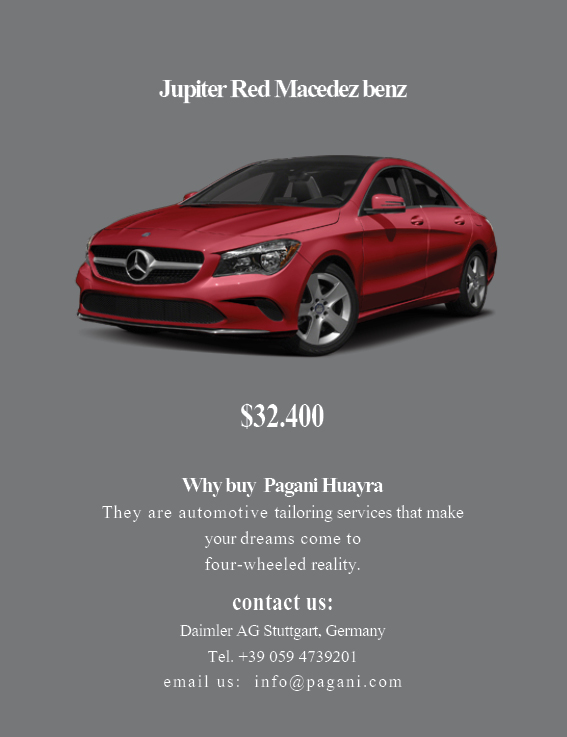 Jupiter Red Macedez benz
$32.400
Why buy Pagani Huayra
They are automotive tailoring services that make
your dreams come to
four-wheeled reality.
contact us:
Daimler AG Stuttgart, Germany
Tel. +39 059 4739201
email us: info@pagani.com